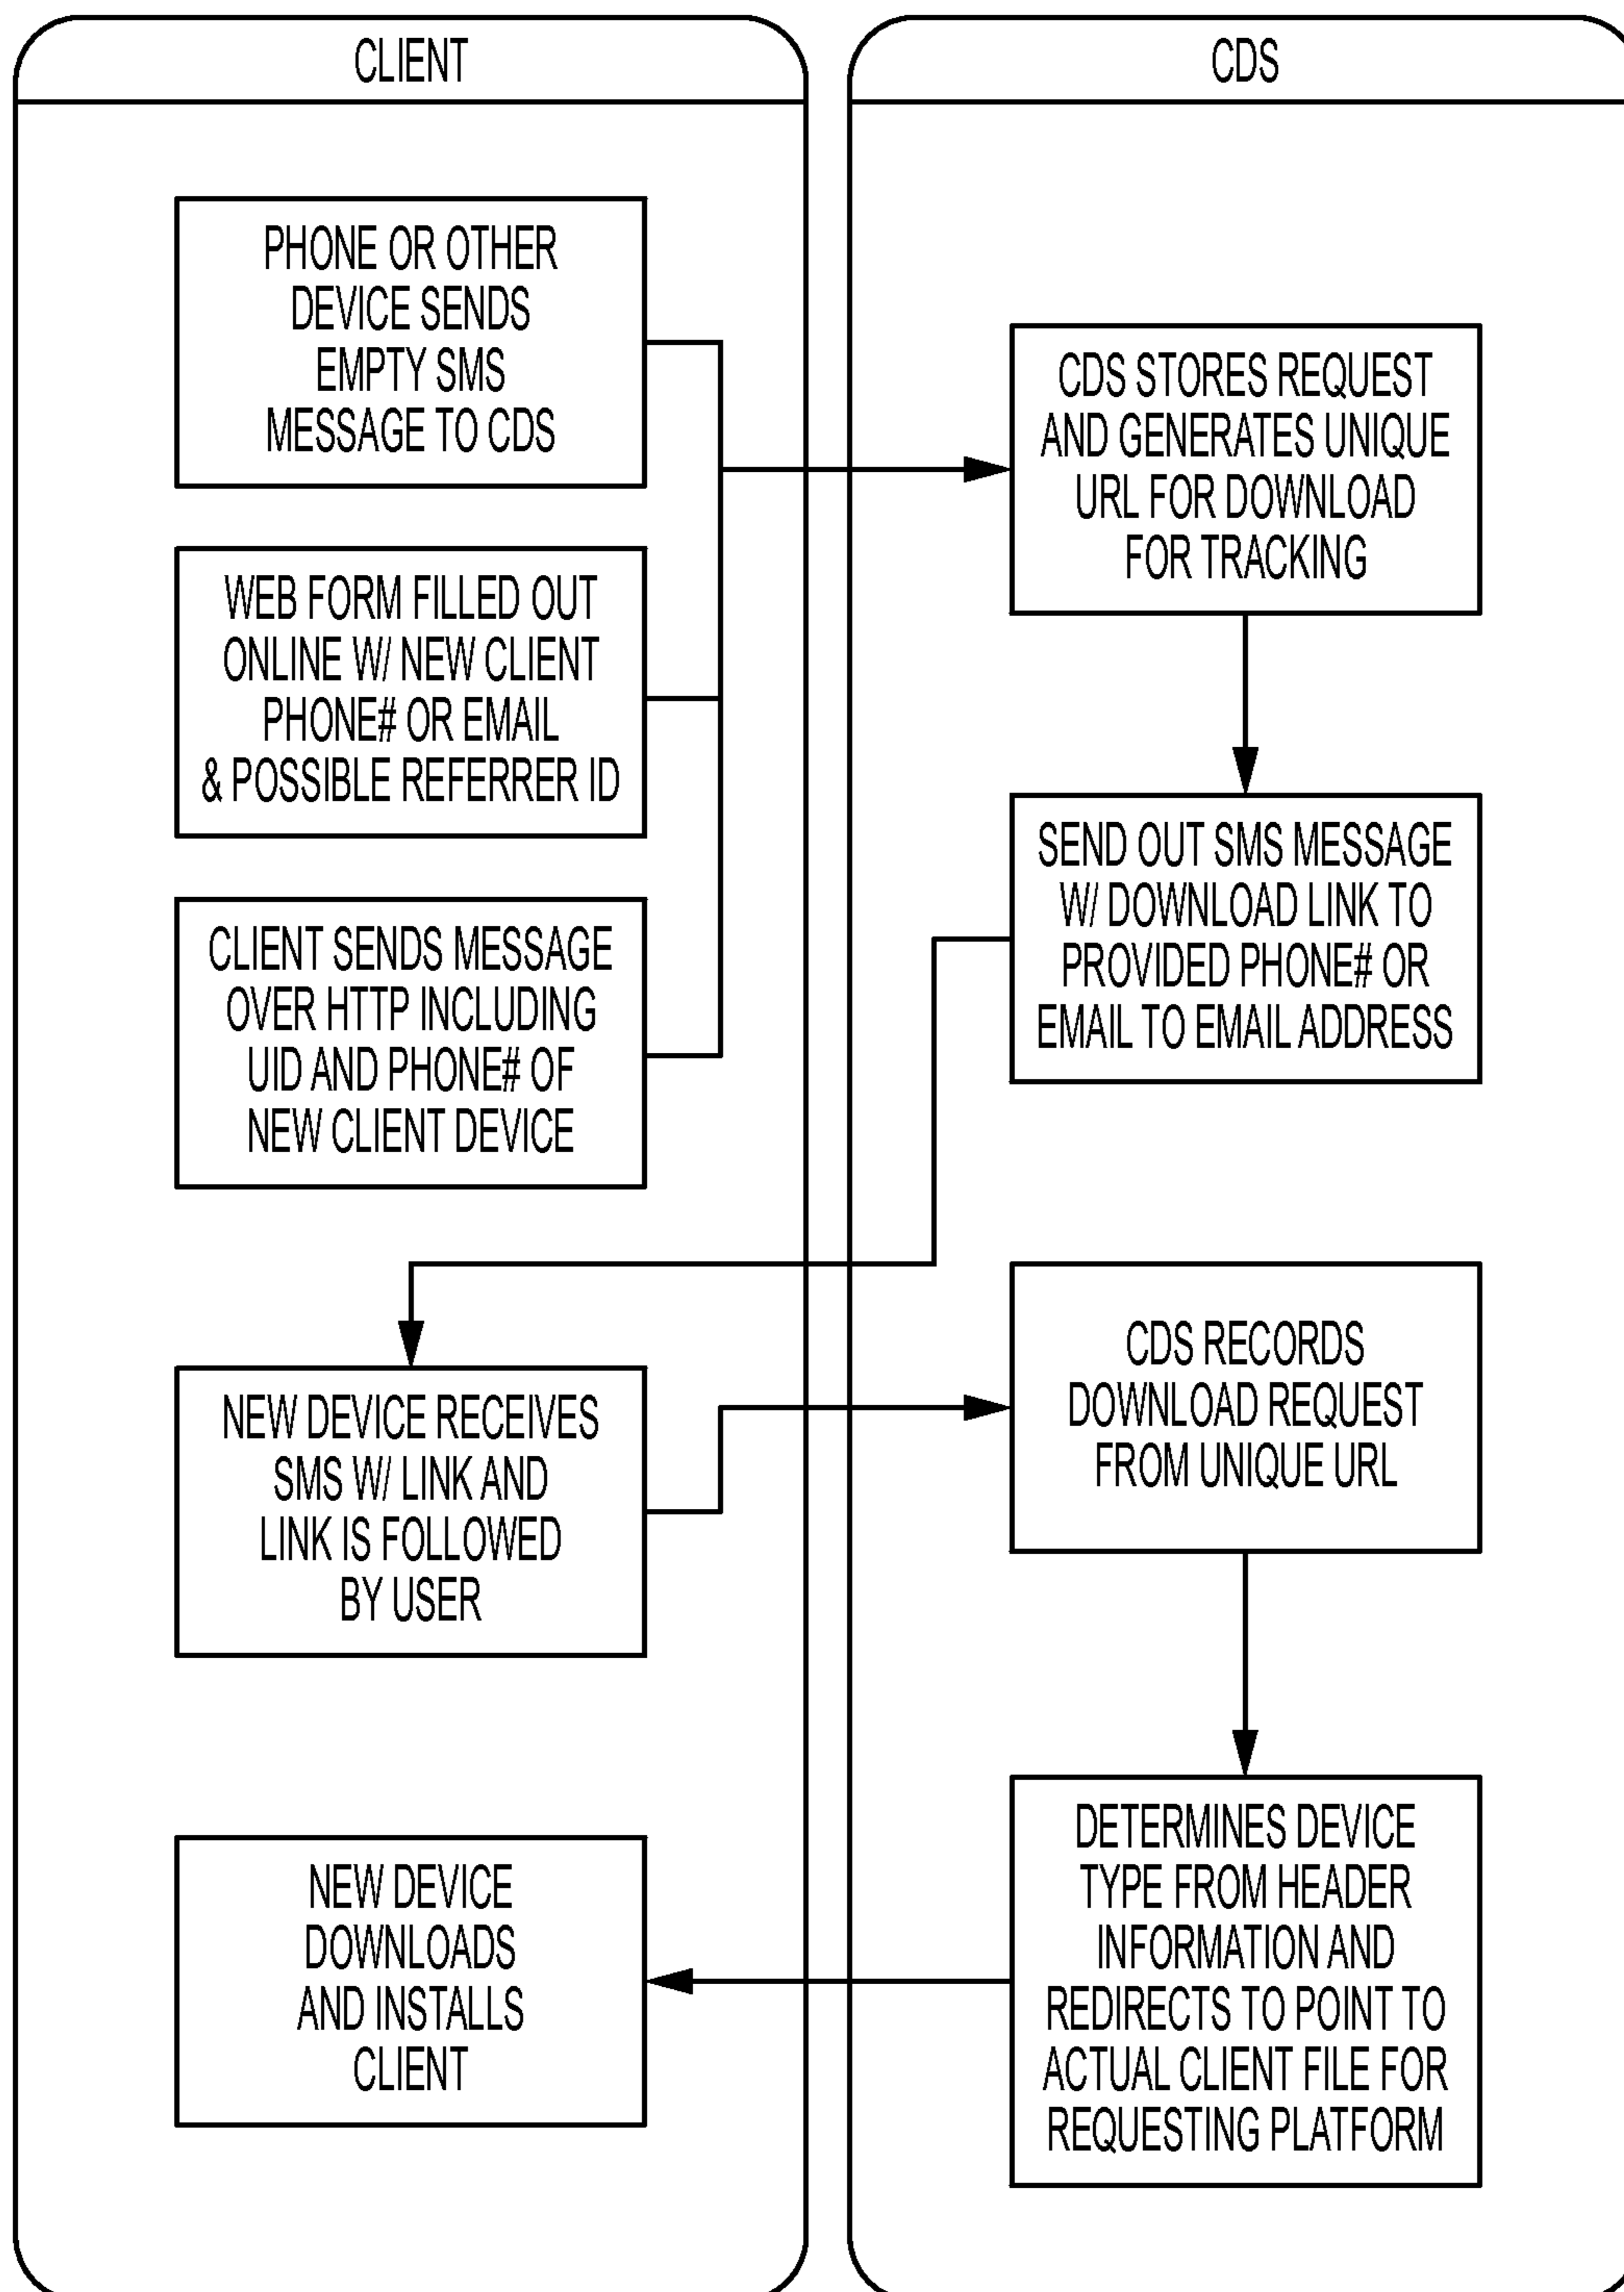 CLIENT
PHONE OR OTHER
DEVICE SENDS
EMPTY SMS
MESSAGE TO CDS
WEB FORM FILLED OUT
ONLINE W/ NEW CLIENT
PHONE# OR EMAIL
& POSSIBLE REFERRER ID
CLIENT SENDS MESSAGE
OVER HTTP INCLUDING
UID AND PHONE# OF
NEW CLIENT DEVICE
NEW DEVICE RECEIVES
SMS W/ LINK AND
LINK IS FOLLOWED
BY USER
NEW DEVICE
DOWNLOADS
AND INSTALLS
CLIENT
CDS
CDS STORES REQUEST
AND GENERATES UNIQUE
URL FOR DOWNLOAD
FOR TRACKING
SEND OUT SMS MESSAGE
W/ DOWNLOAD LINK TO
PROVIDED PHONE# OR
EMAIL TO EMAIL ADDRESS
CDS RECORDS
DOWNLOAD REQUEST
FROM UNIQUE URL
DETERMINES DEVICE
TYPE FROM HEADER
INFORMATION AND
REDIRECTS TO POINT TO
ACTUAL CLIENT FILE FOR
REQUESTING PLATFORM